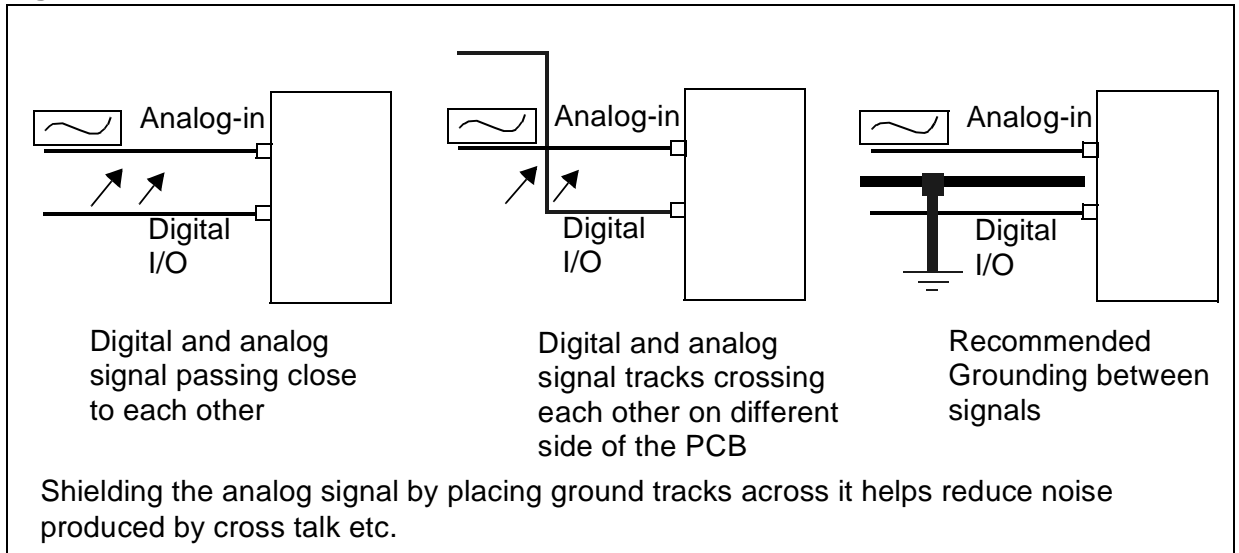 Analog-in
Digital
I/O
Digital and analog
signal passing close
to each other
Analog-in
Digital
I/O
Digital and analog
signal tracks crossing
each other on different
side of the PCB
Analog-in
Digital
I/O
Recommended
Grounding between
signals
Shielding the analog signal by placing ground tracks across it helps reduce noise
produced by cross talk etc.